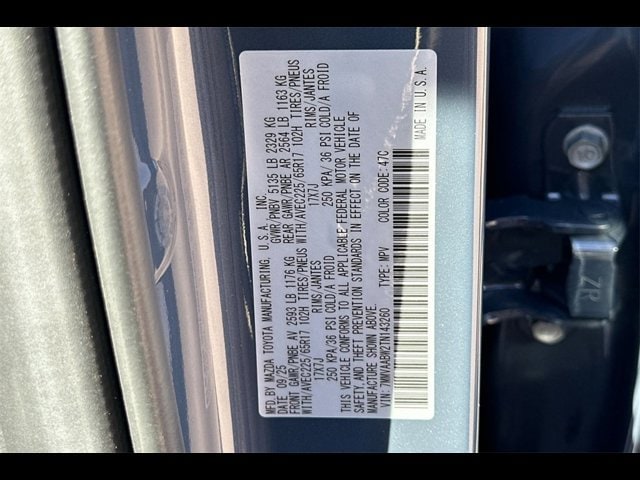 MFD.BY MAZDA TOYOTA MANUFACTURING, U.S.A. INC.
DATE: 09/25 GVWR/PNBV 5135 LB 2329 KG
FRONT GAWR/PNBE AV 2593 LB 1176 KG REAR GAWR/PNBE AR 2564 LB 1163 KG
WITH/AVEC225/65R17 102H TIRES/PNEUS WITH/AVEC225/65R17 102H TIRES/PNEUS
17X7J RIMS/JANTES 17X7J RIMS/JANTES
250 KPA/36 PSI COLD/A FROID 250 KPA/36 PSI COLD/A FROID
THIS VEHICLE CONFORMS TO ALL APPLICABLE FEDERAL MOTOR VEHICLE
SAFETY, AND THEFT PREVENTION STANDARDS IN EFFECT ON THE DATE OF
MANUFACTURE SHOWN ABOVE.
VIN: 7MMVAABW2TN143260 TYPE: MPV COLOR CODE: 47C
MADE IN U.S.A.
ZR